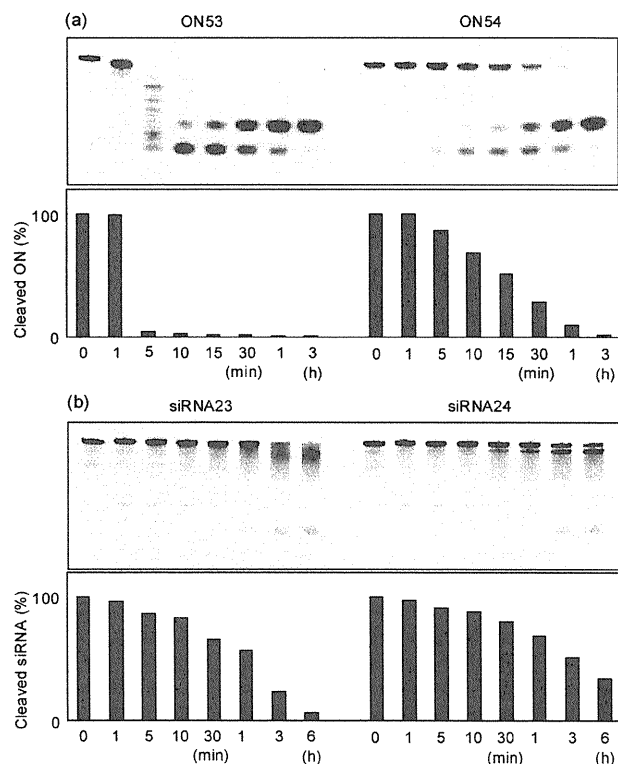 (a)
ON53 ON54
100
Cleaved ON (%)
0 1 5 10 15 30 1 3 0 1 5 10 15 30 1 3
(min) (h) (min) (h)
(b)
siRNA23 siRNA24
100
Cleaved siRNA (%)
0
0 1 5 10 30 1 3 6 0 1 5 10 30 1 3 6
(min) (h) (min) (h)